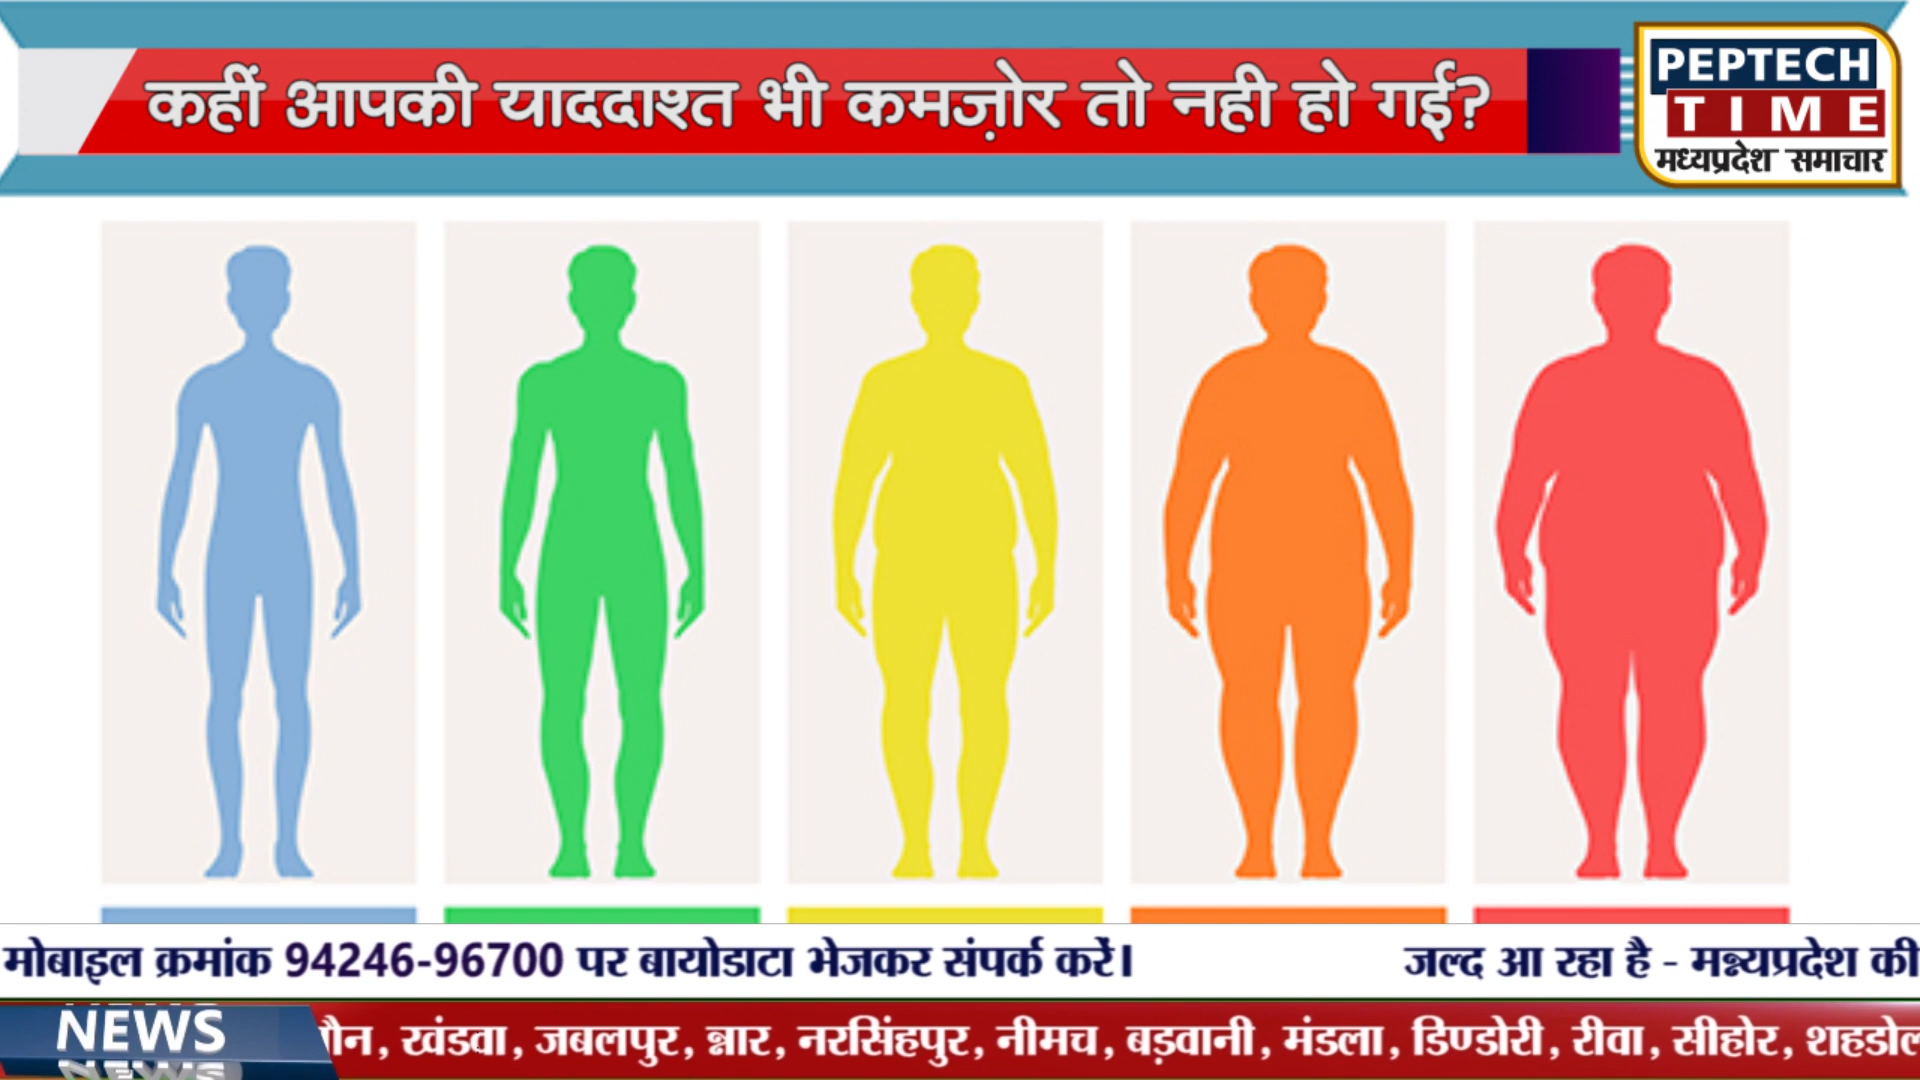 कहीं आपकी याददाश्त भी कमज़ोर तो नही हो गई?
PEPTECH
TIME
मध्यप्रदेश समाचार
मोबाइल क्रमांक 94246-96700 पर बायोडाटा भेजकर संपर्क करें। जल्द आ रहा है - मन्न्यप्रदेश की
NEWS
खंडवा, जबलपुर, न्नार, नरसिंहपुर, नीमच, बड़वानी, मंडला, डिण्डोरी, रीवा, सीहोर, शहडोल